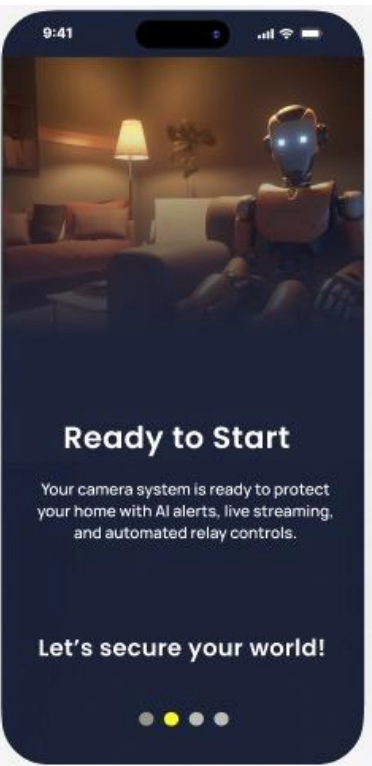 9:41
Ready to Start
Your camera system is ready to protect
your home with AI alerts, live streaming,
and automated relay controls.
Let's secure your world!